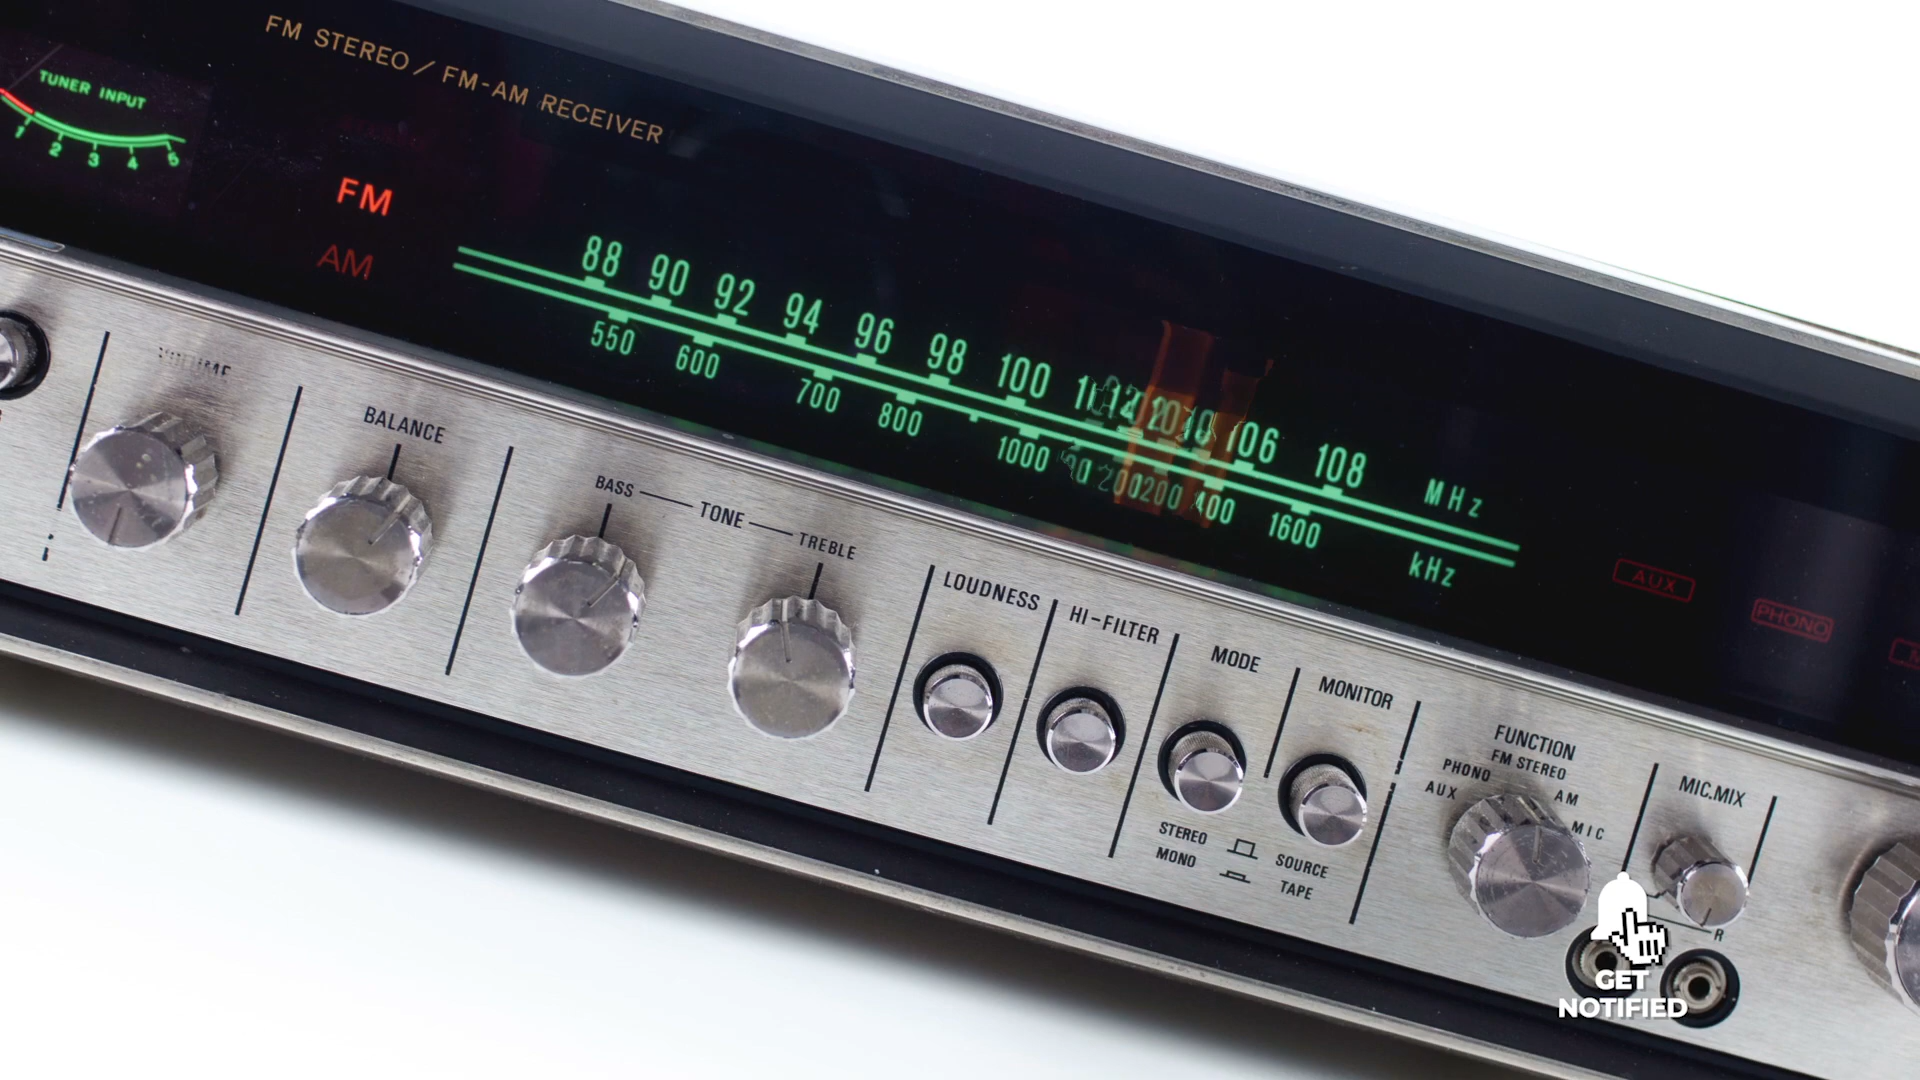 FM STEREO / FM-AM RECEIVER
TUNER INPUT
1 2 3 4 5
FM
AM
88 90 92 94 96 98 100 106 108 MHz
550 600 700 800 1000 1600 kHz
AUX
PHONO
BALANCE
BASS TONE TREBLE
LOUDNESS
HI-FILTER
MODE
MONITOR
STEREO
MONO
SOURCE
TAPE
FUNCTION
FM STEREO
PHONO
AUX
AM
MIC
MIC.MIX
R
GET
NOTIFIED